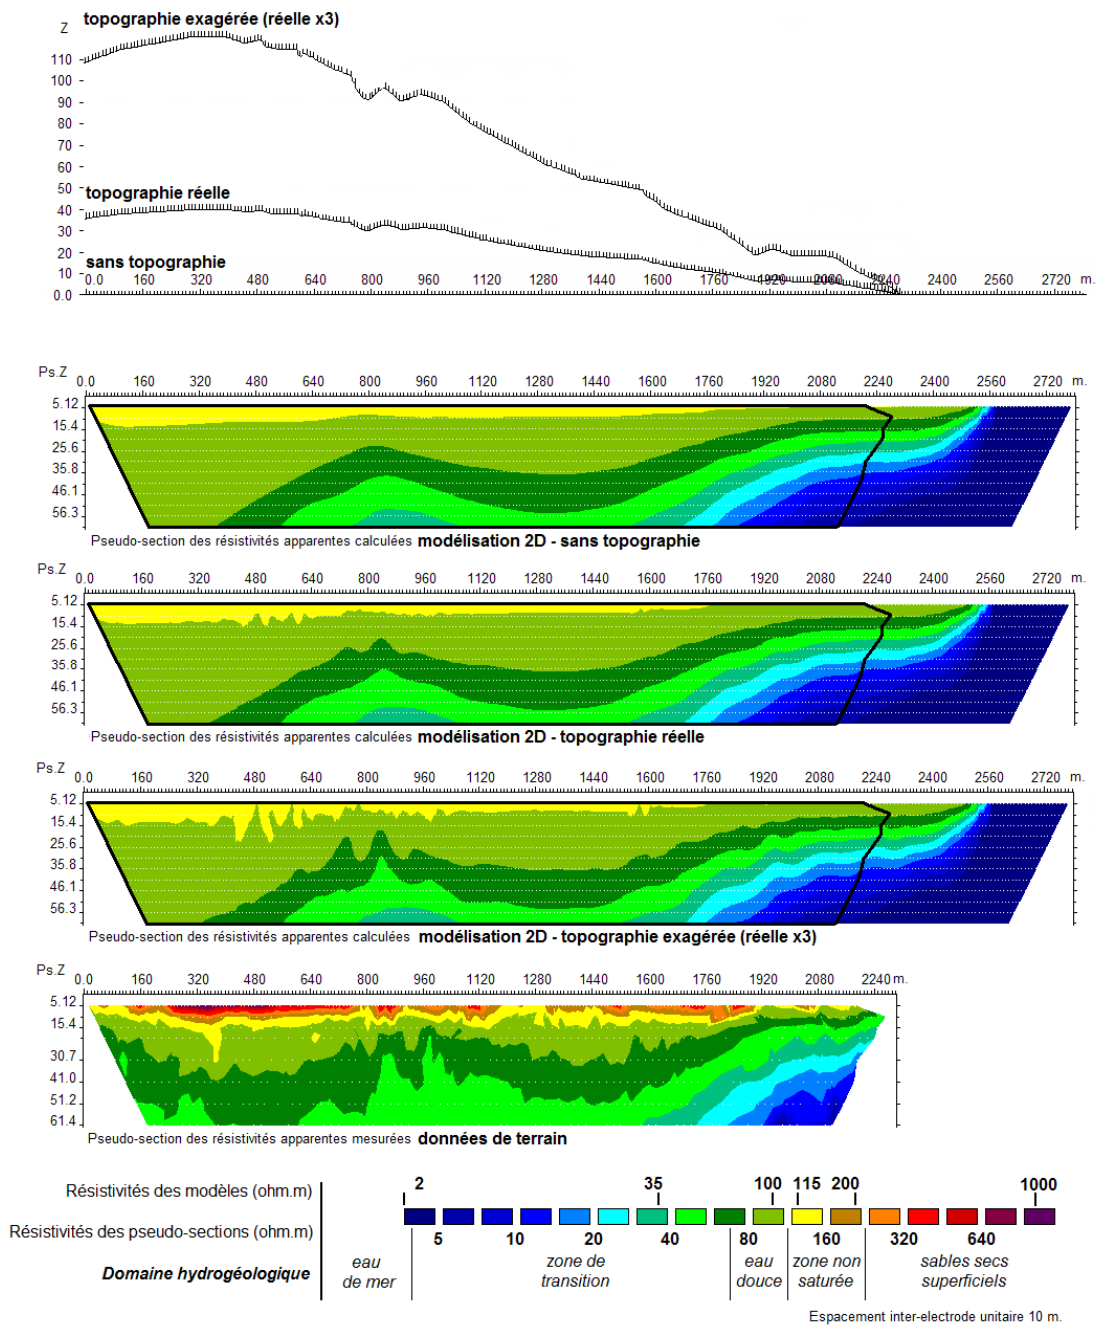 topographie exagérée (réelle x3)
Z
110
100
90
80
70
60
50
topographie réelle
40
30
20
sans topographie
10
0.0
0.0 160 320 480 640 800 960 1120 1280 1440 1600 1760 1920 2080 2240 2400 2560 2720 m.
Ps.Z
0.0 160 320 480 640 800 960 1120 1280 1440 1600 1760 1920 2080 2240 2400 2560 2720 m.
5.12
15.4
25.6
35.8
46.1
56.3
Pseudo-section des résistivités apparentes calculées modélisation 2D - sans topographie
Ps.Z
0.0 160 320 480 640 800 960 1120 1280 1440 1600 1760 1920 2080 2240 2400 2560 2720 m.
5.12
15.4
25.6
35.8
46.1
56.3
Pseudo-section des résistivités apparentes calculées modélisation 2D - topographie réelle
Ps.Z
0.0 160 320 480 640 800 960 1120 1280 1440 1600 1760 1920 2080 2240 2400 2560 2720 m.
5.12
15.4
25.6
35.8
46.1
56.3
Pseudo-section des résistivités apparentes calculées modélisation 2D - topographie exagérée (réelle x3)
Ps.Z
0.0 160 320 480 640 800 960 1120 1280 1440 1600 1760 1920 2080 2240 m.
5.12
15.4
30.7
41.0
51.2
61.4
Pseudo-section des résistivités apparentes mesurées données de terrain
Résistivités des modèles (ohm.m) 2 35 100 115 200 1000
Résistivités des pseudo-sections (ohm.m) 5 10 20 40 80 160 320 640
Domaine hydrogéologique
eau de mer
zone de transition
eau douce
zone non saturée
sables secs superficiels
Espacement inter-electrode unitaire 10 m.